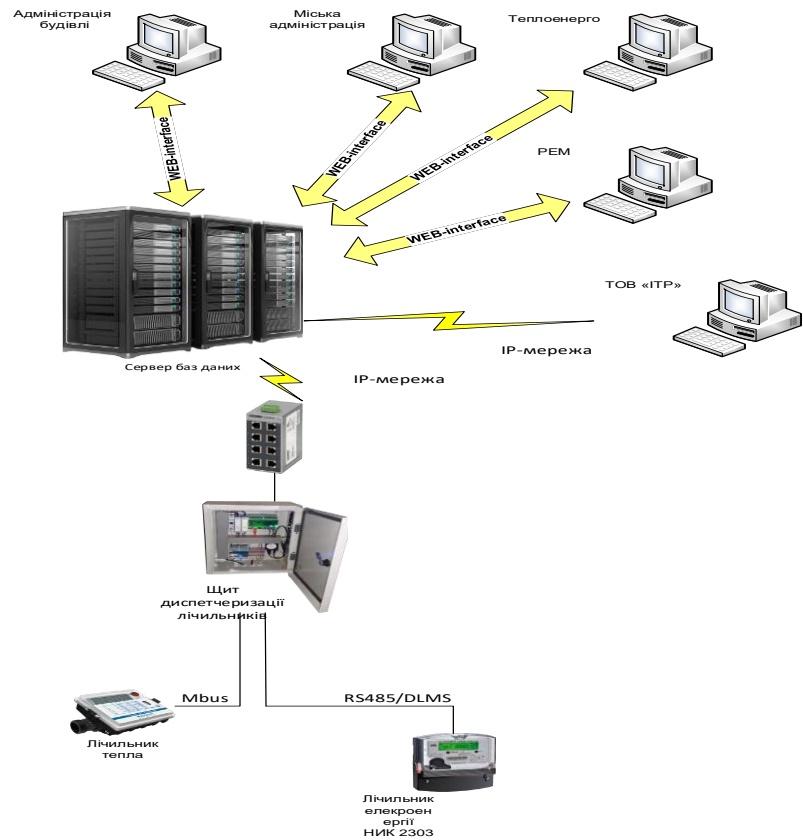 Адміністрація
будівлі
Міська
адміністрація
Теплоенерго
WEB-interface
WEB-interface
WEB-interface
РЕМ
WEB-interface
ТОВ «ІТР»
IP-мережа
Сервер баз даних
IP-мережа
Щит
диспетчеризації
лічильників
Mbus
RS485/DLMS
Лічильник
тепла
Лічильник
елекроен
ергії
НИК 2303